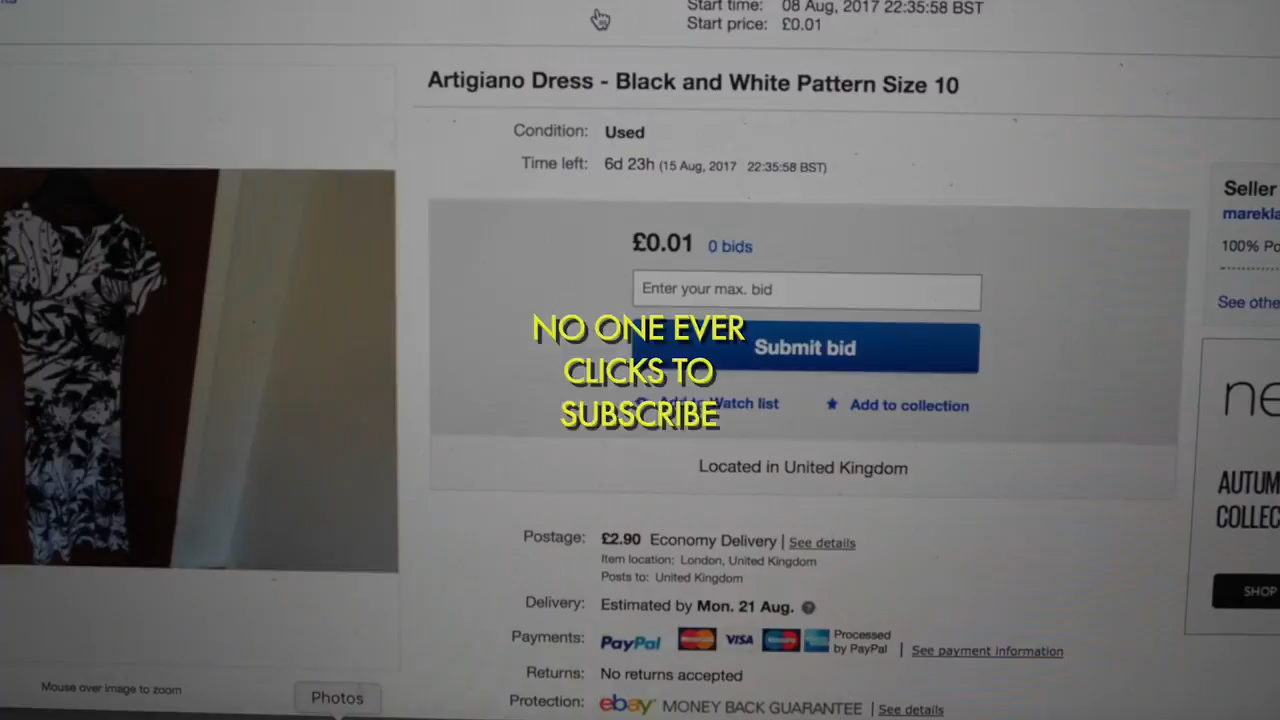 Start time: 08 Aug, 2017 22:35:58 BST
Start price: £0.01
Artigiano Dress - Black and White Pattern Size 10
Condition: Used
Time left: 6d 23h (15 Aug, 2017 22:35:58 BST)
Seller
£0.01 0 bids
100% Po
Enter your max. bid
See othe
NO ONE EVER
CLICKS TO
SUBSCRIBE
Submit bid
Watch list
Add to collection
ne
Located in United Kingdom
AUTUM
COLLEC
Postage: £2.90 Economy Delivery | See details
Item location: London, United Kingdom
Posts to: United Kingdom
SHOP
Delivery: Estimated by Mon. 21 Aug.
Payments: PayPal MasterCard VISA Maestro Processed
by PayPal | See payment information
Returns: No returns accepted
Mouse over image to zoom
Photos
Protection: ebay MONEY BACK GUARANTEE | See details